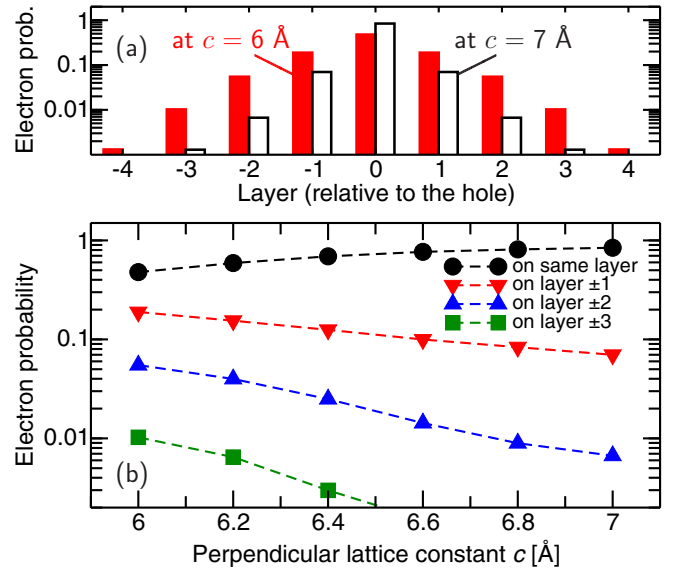 1
0.1
0.01
Electron prob.
(a)
at c = 6 Å
at c = 7 Å
-4 -3 -2 -1 0 1 2 3 4
Layer (relative to the hole)
1
0.1
0.01
Electron probability
on same layer
on layer ±1
on layer ±2
on layer ±3
(b)
6 6.2 6.4 6.6 6.8 7
Perpendicular lattice constant c [Å]